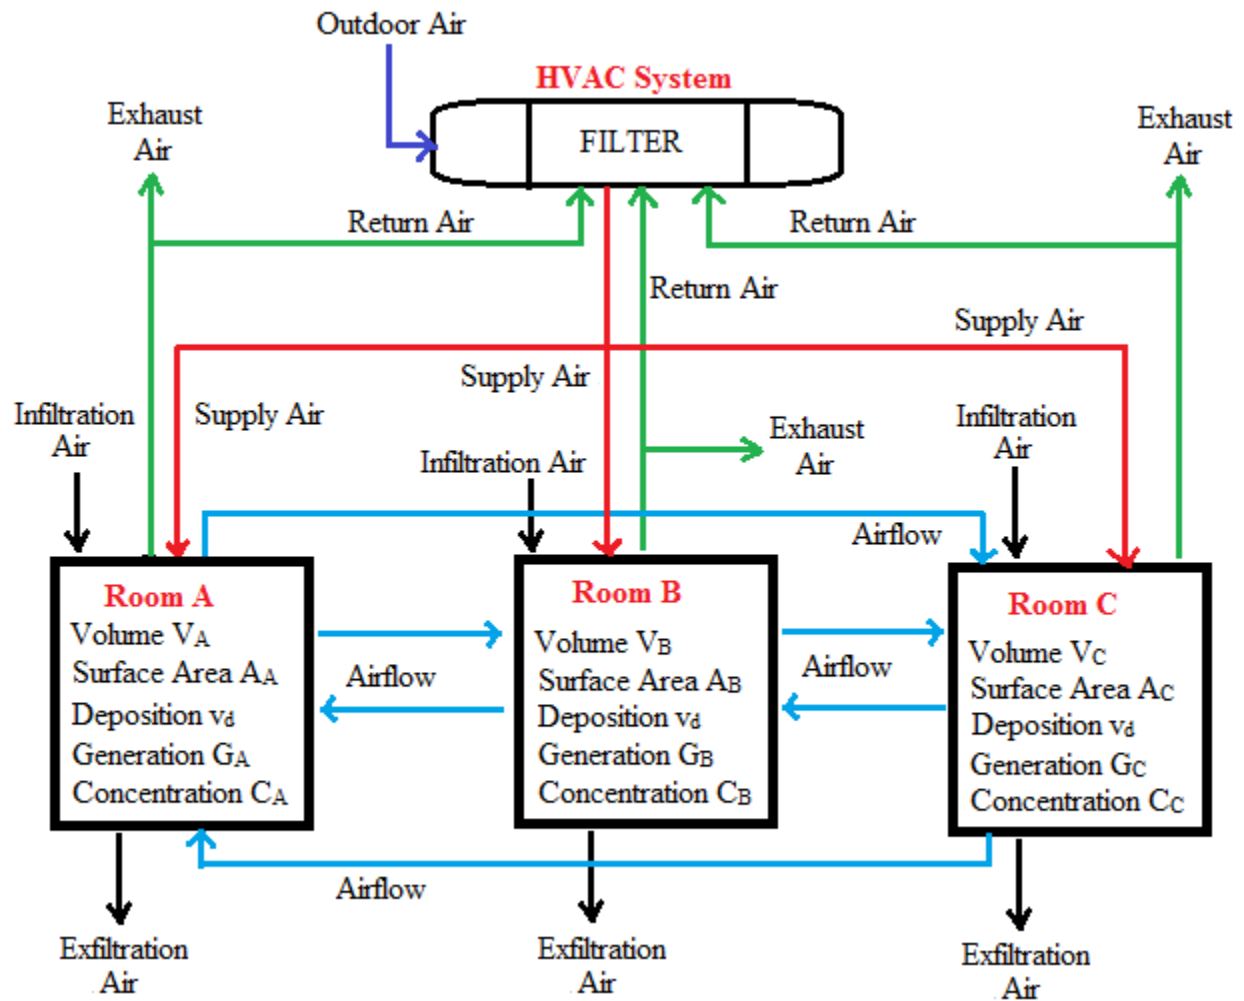 Outdoor Air
HVAC System
FILTER
Exhaust
Air
Exhaust
Air
Return Air
Return Air
Return Air
Supply Air
Supply Air
Supply Air
Infiltration
Air
Infiltration Air
Exhaust
Air
Infiltration
Air
Airflow
Room A
Volume VA
Surface Area AA
Deposition vd
Generation GA
Concentration CA
Airflow
Room B
Volume VB
Surface Area AB
Deposition vd
Generation GB
Concentration CB
Airflow
Room C
Volume VC
Surface Area AC
Deposition vd
Generation GC
Concentration CC
Airflow
Exfiltration
Air
Exfiltration
Air
Exfiltration
Air